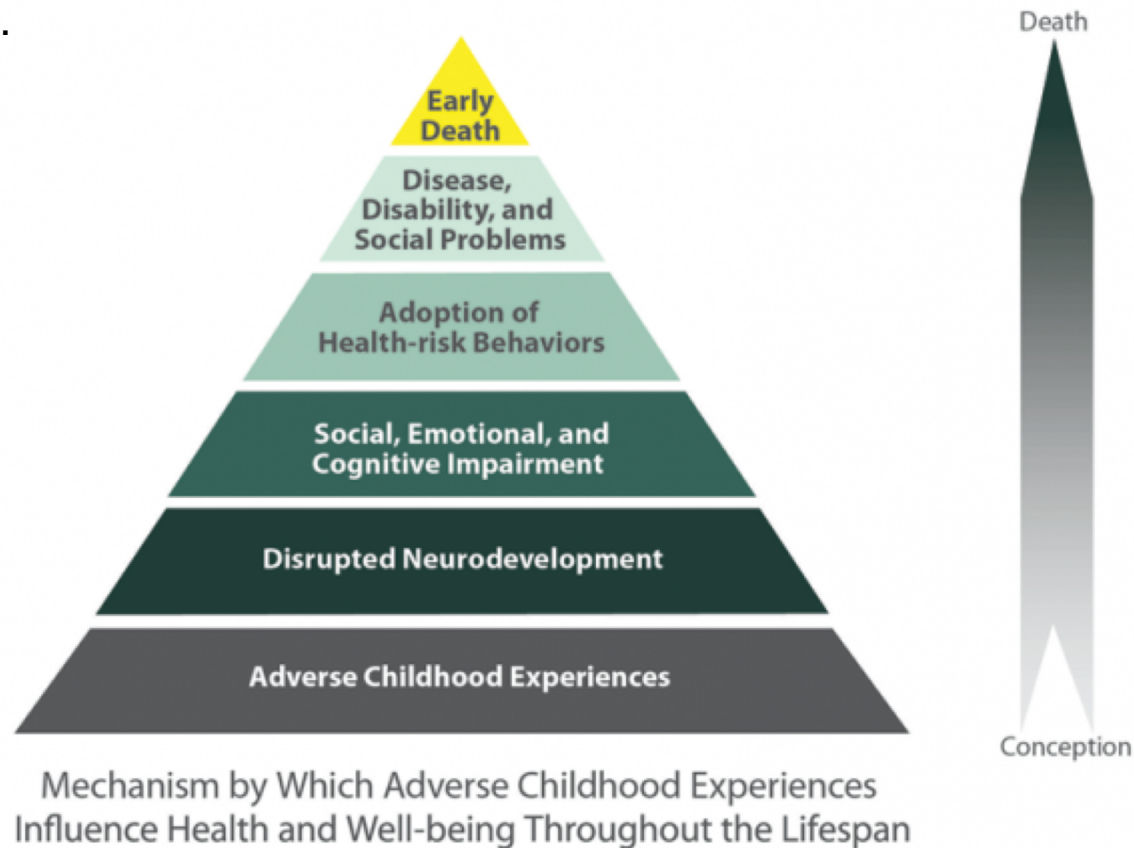 .
Death
Early
Death
Disease,
Disability, and
Social Problems
Adoption of
Health-risk Behaviors
Social, Emotional, and
Cognitive Impairment
Disrupted Neurodevelopment
Adverse Childhood Experiences
Conception
Mechanism by Which Adverse Childhood Experiences
Influence Health and Well-being Throughout the Lifespan